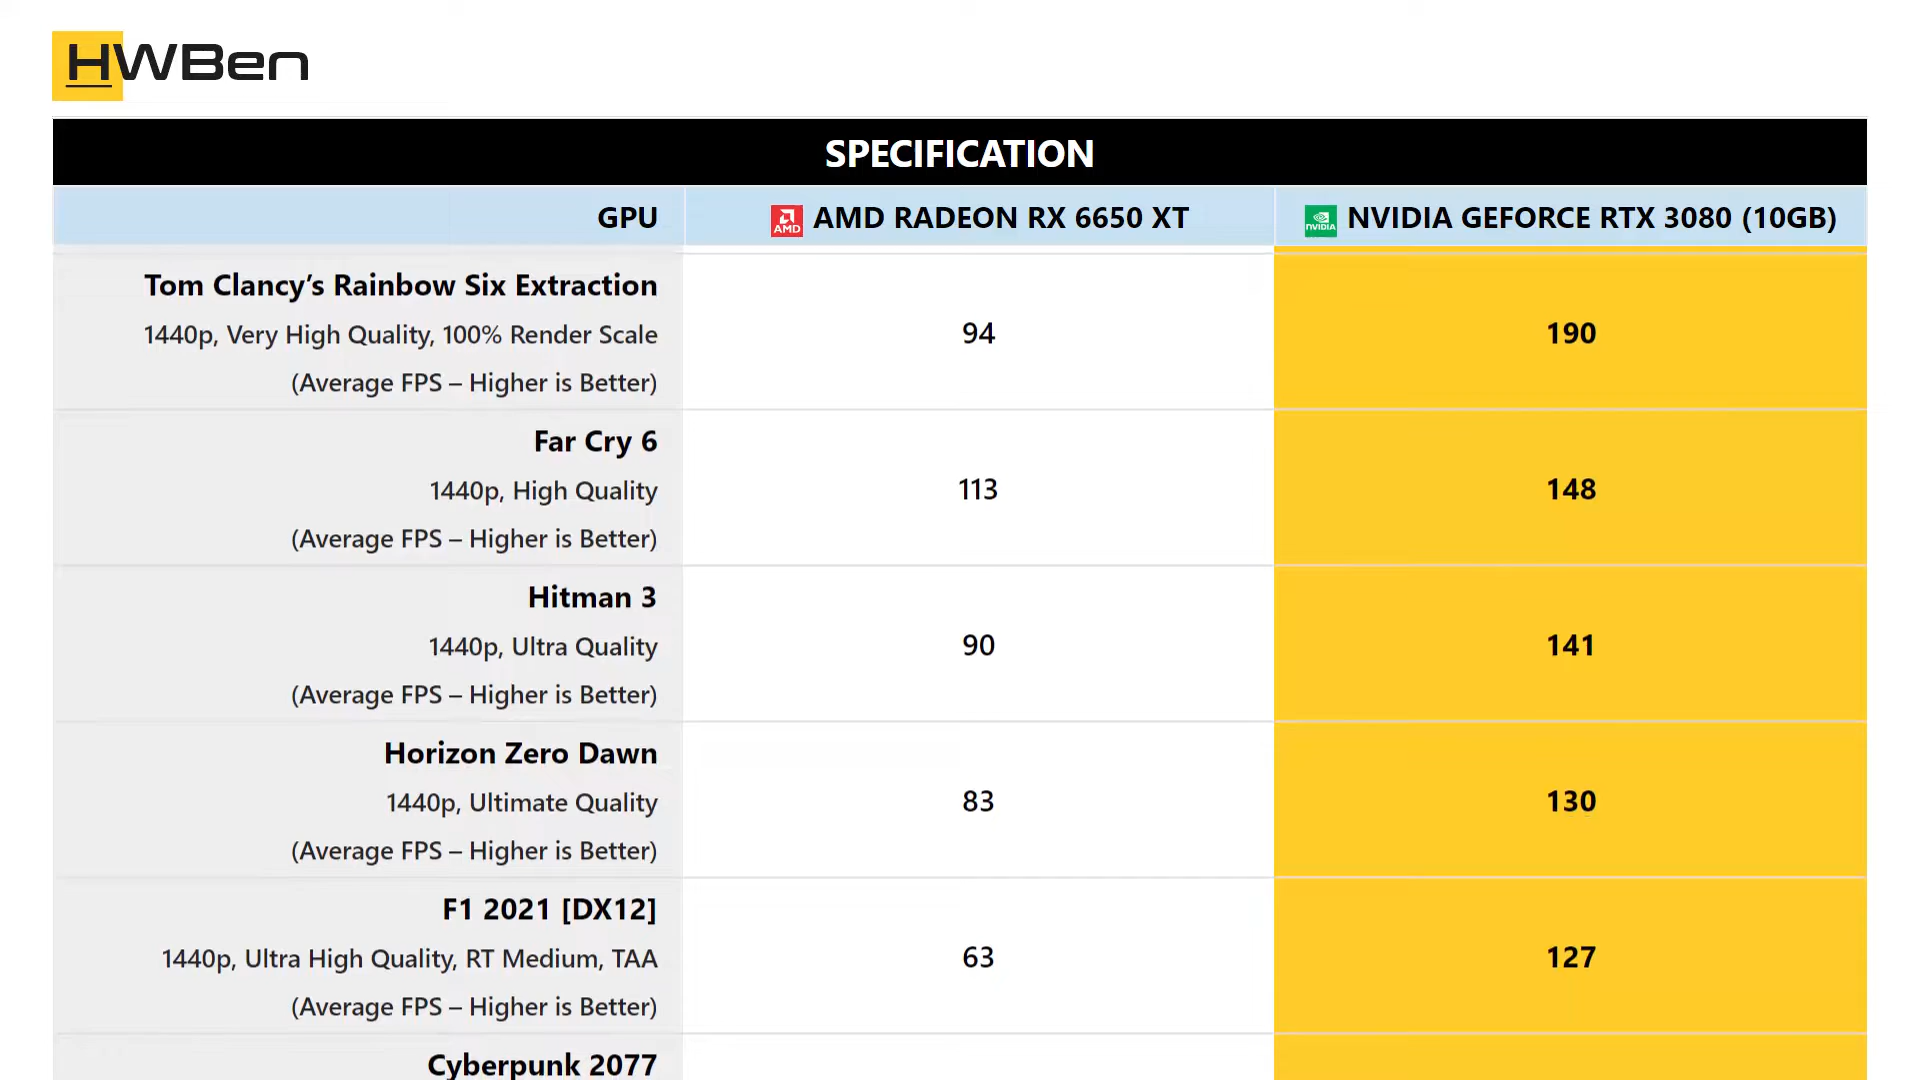 HWBen
SPECIFICATION
GPU AMD AMD RADEON RX 6650 XT NVIDIA NVIDIA GEFORCE RTX 3080 (10GB)
Tom Clancy’s Rainbow Six Extraction
1440p, Very High Quality, 100% Render Scale 94 190
(Average FPS – Higher is Better)
Far Cry 6
1440p, High Quality 113 148
(Average FPS – Higher is Better)
Hitman 3
1440p, Ultra Quality 90 141
(Average FPS – Higher is Better)
Horizon Zero Dawn
1440p, Ultimate Quality 83 130
(Average FPS – Higher is Better)
F1 2021 [DX12]
1440p, Ultra High Quality, RT Medium, TAA 63 127
(Average FPS – Higher is Better)
Cyberpunk 2077